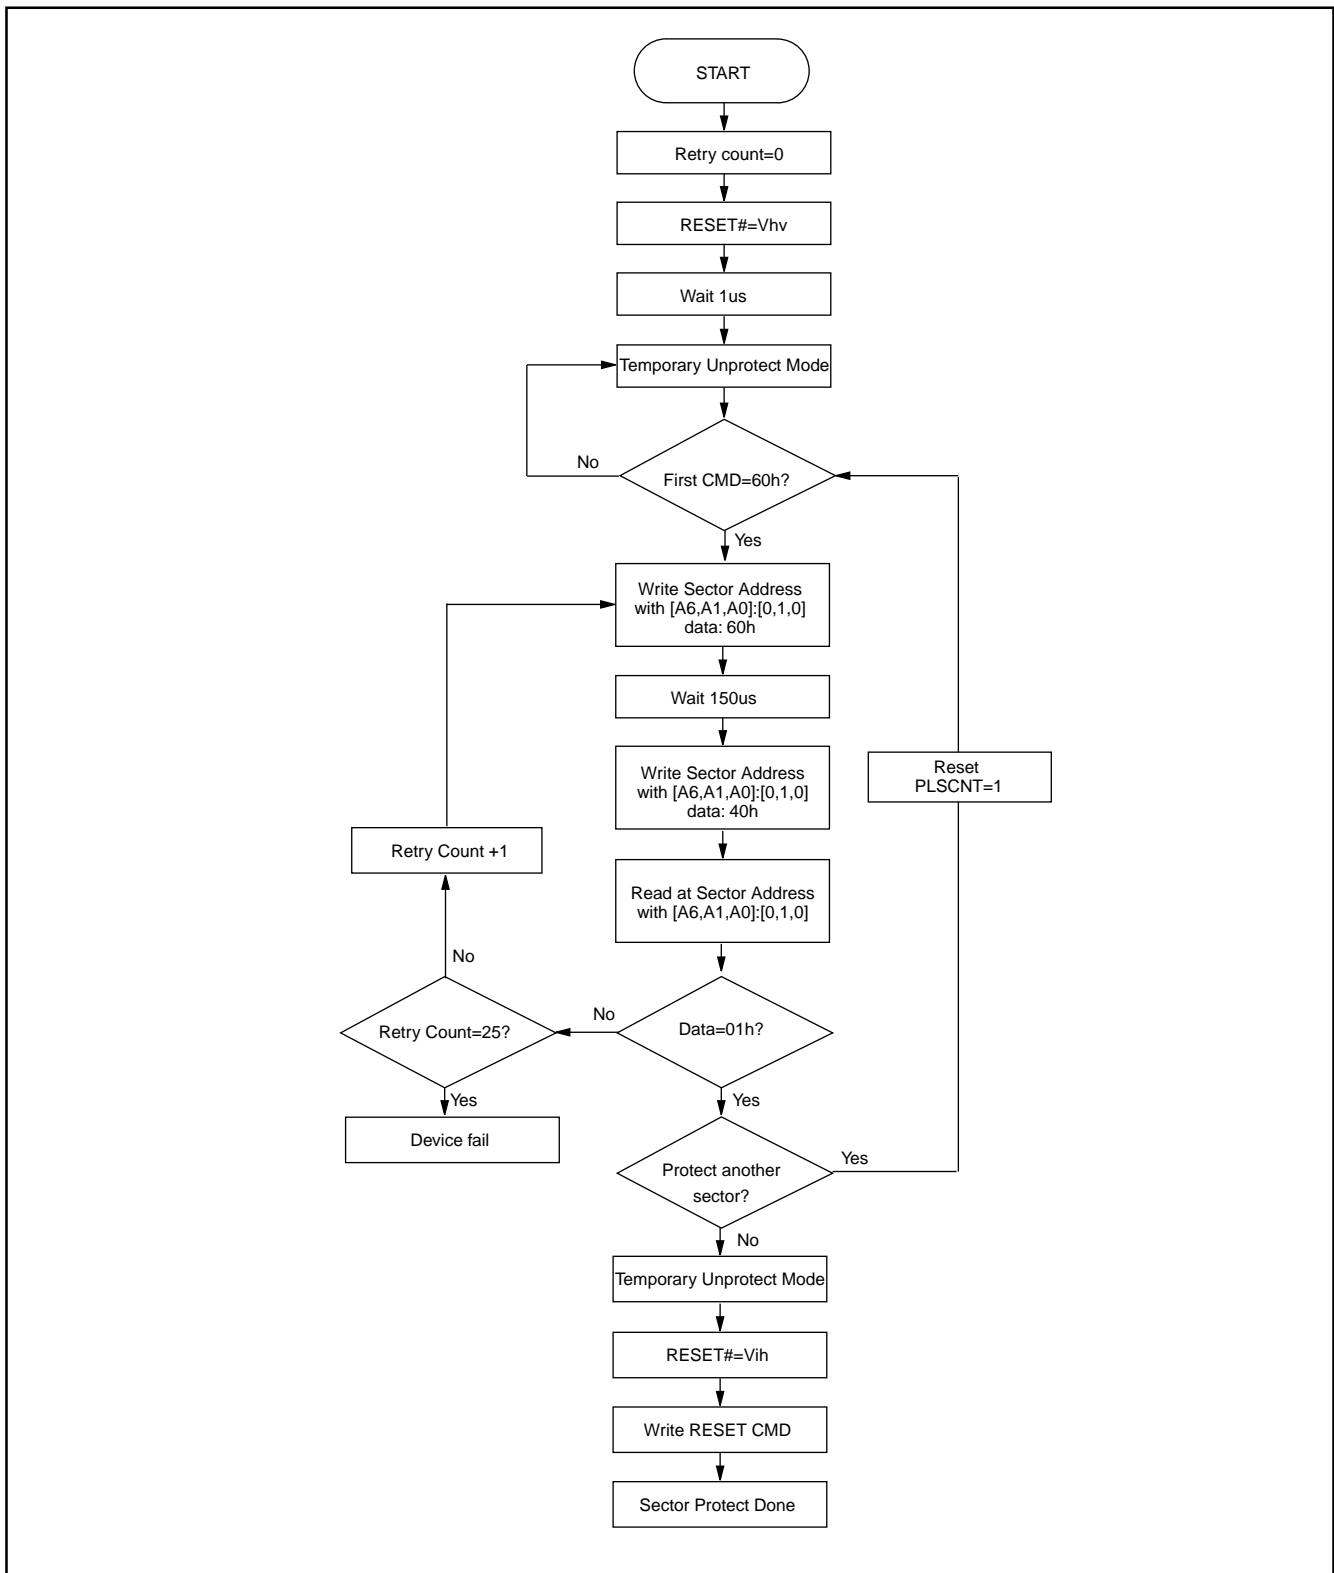 START
Retry count=0
RESET#=Vhv
Wait 1us
Temporary Unprotect Mode
No
First CMD=60h?
Yes
Write Sector Address
with [A6,A1,A0]:[0,1,0]
data: 60h
Wait 150us
Write Sector Address
with [A6,A1,A0]:[0,1,0]
data: 40h
Reset
PLSCNT=1
Retry Count +1
Read at Sector Address
with [A6,A1,A0]:[0,1,0]
No
No
Retry Count=25?
Data=01h?
Yes
Yes
Device fail
Protect another
sector?
Yes
No
Temporary Unprotect Mode
RESET#=Vih
Write RESET CMD
Sector Protect Done